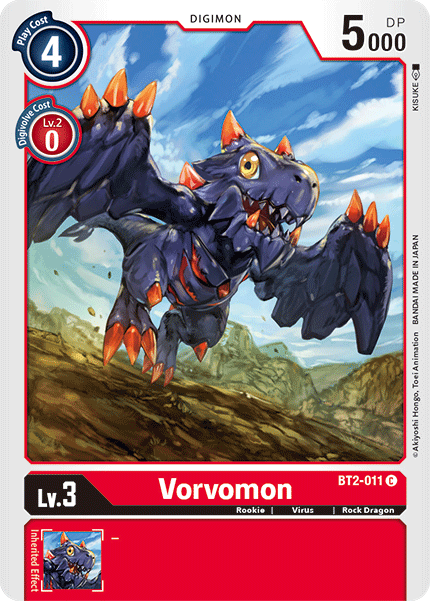 DIGIMON
Play Cost
4
DP
5000
Digivolve Cost
Lv.2
0
KISUKE
©Akiyoshi Hongo, Toei Animation BANDAI MADE IN JAPAN
Lv.3
Vorvomon
BT2-011 C
Rookie | Virus | Rock Dragon
Inherited Effect
-